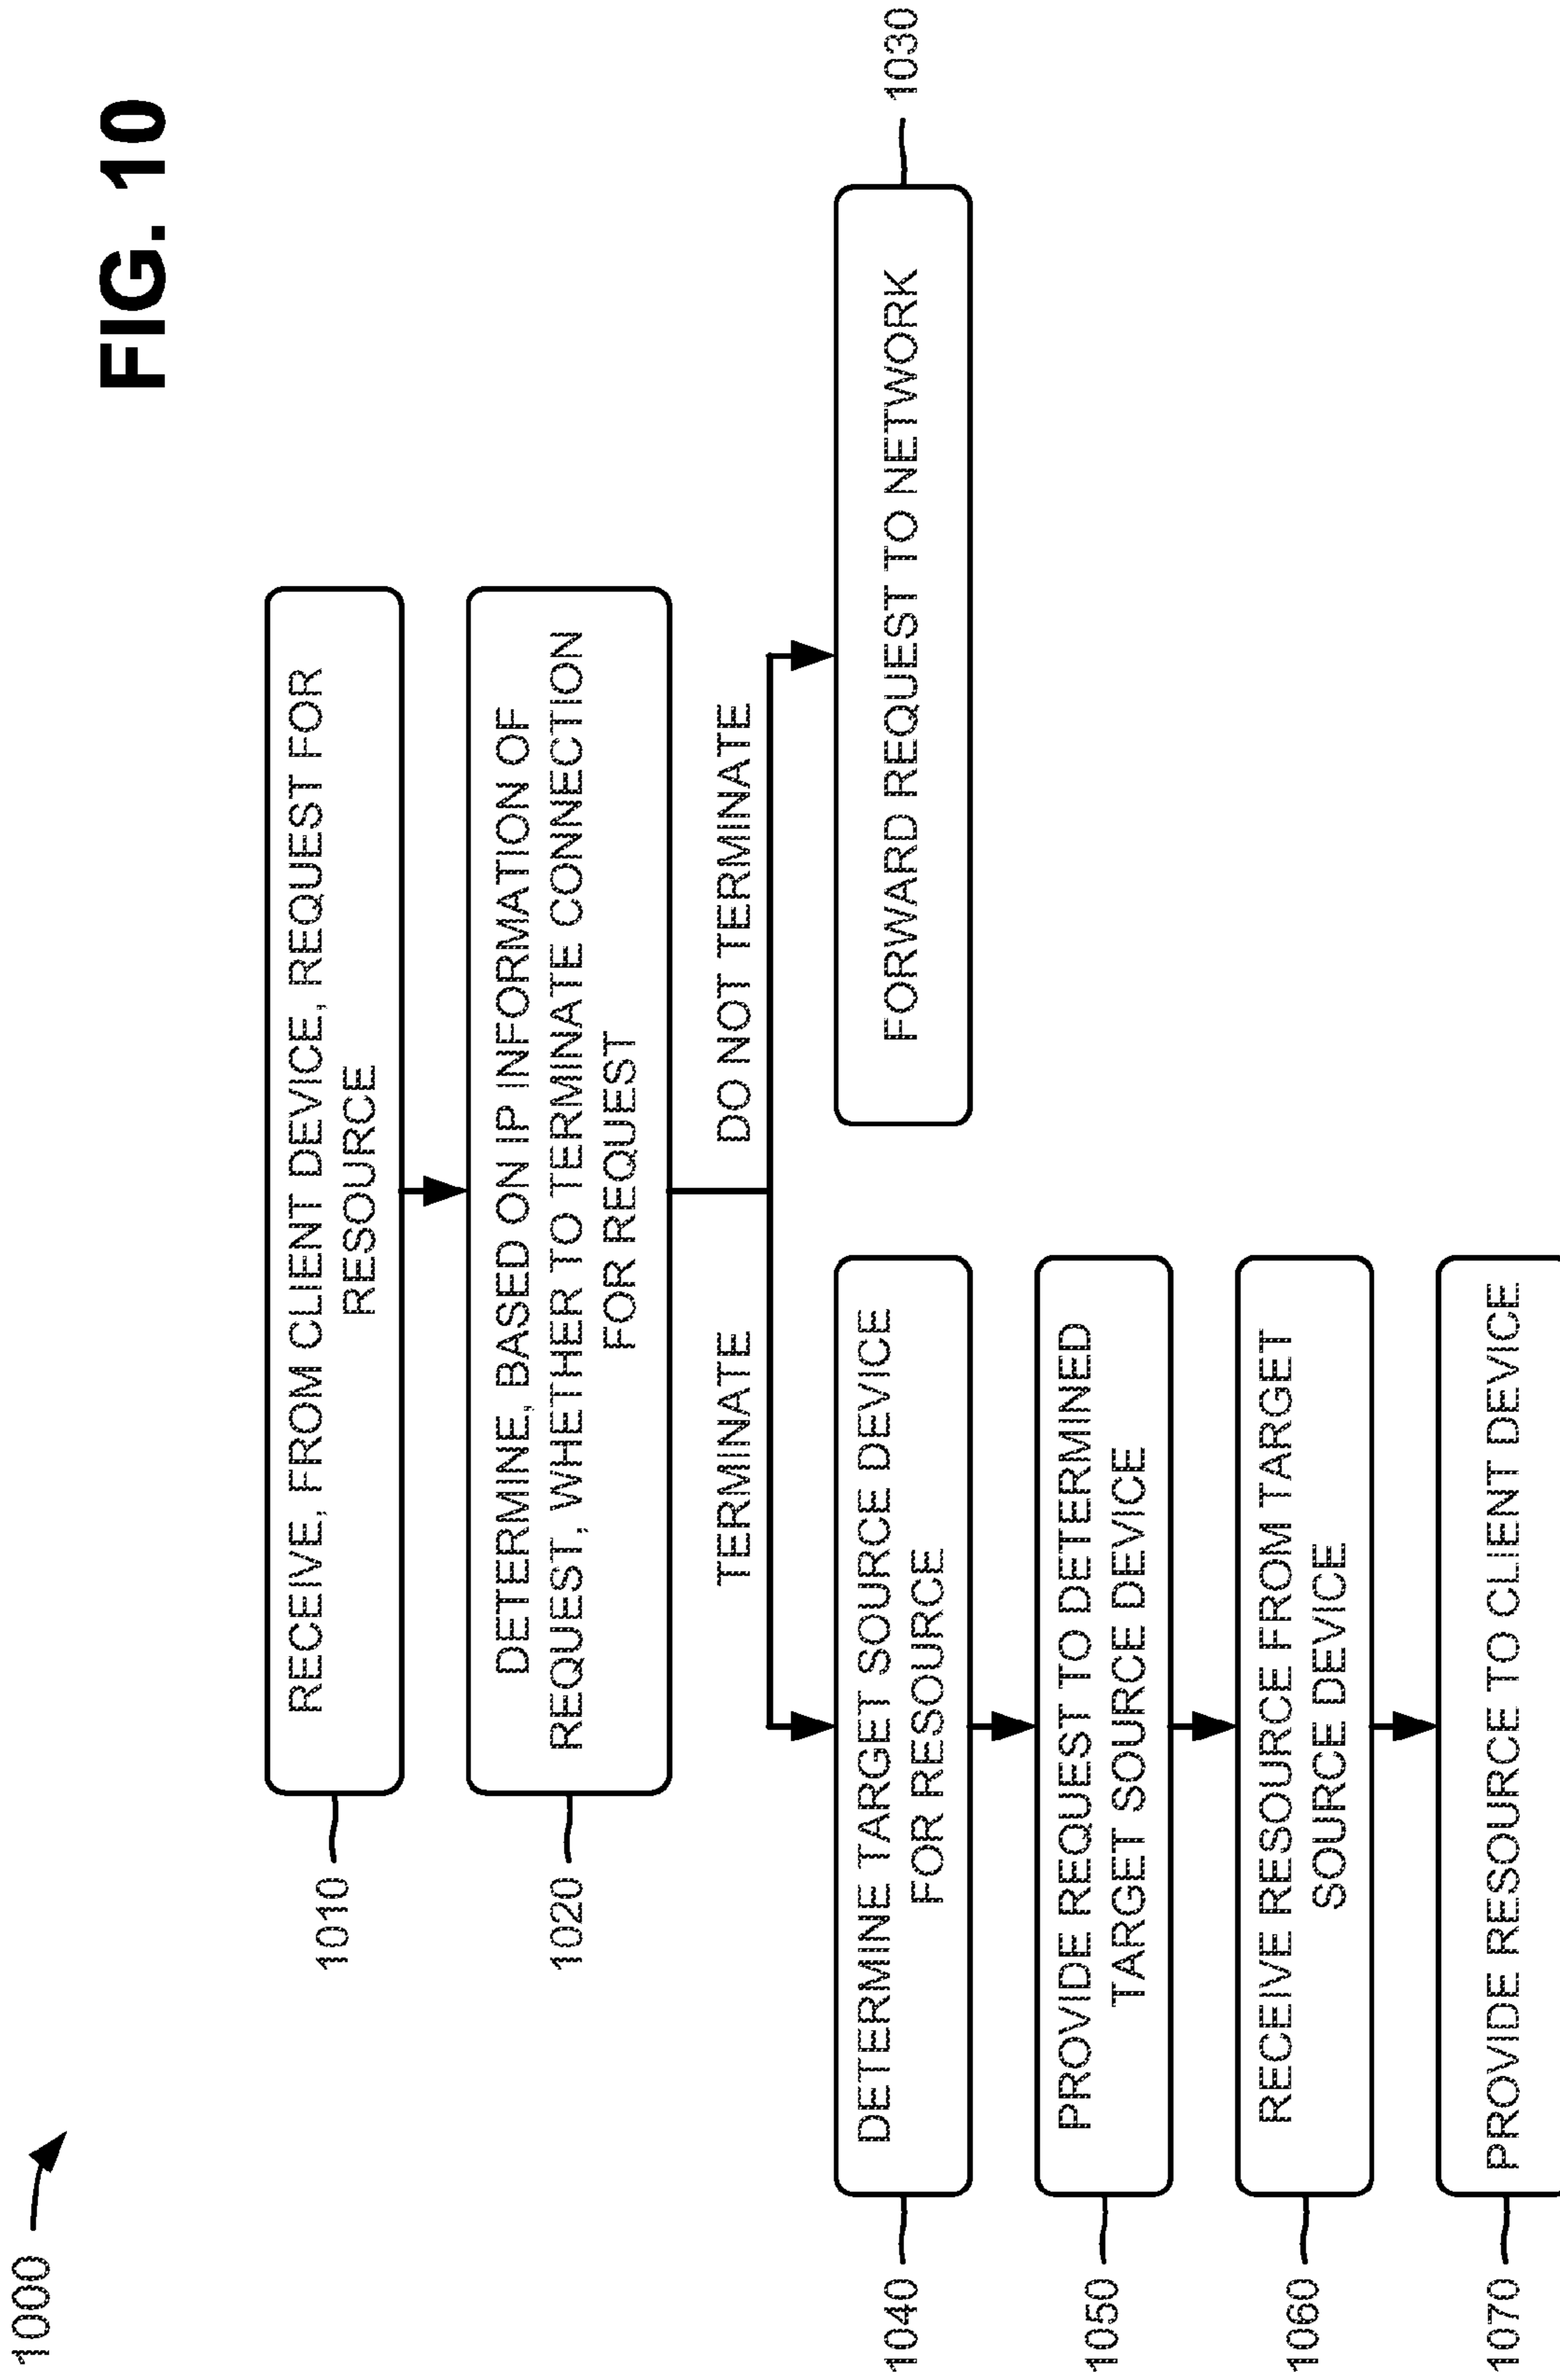 FIG. 10
1000
1010
RECEIVE, FROM CLIENT DEVICE, REQUEST FOR
RESOURCE
1020
DETERMINE, BASED ON IP INFORMATION OF
REQUEST, WHETHER TO TERMINATE CONNECTION
FOR REQUEST
TERMINATE
DO NOT TERMINATE
1040
DETERMINE TARGET SOURCE DEVICE
FOR RESOURCE
FORWARD REQUEST TO NETWORK
1030
1050
PROVIDE REQUEST TO DETERMINED
TARGET SOURCE DEVICE
1060
RECEIVE RESOURCE FROM TARGET
SOURCE DEVICE
1070
PROVIDE RESOURCE TO CLIENT DEVICE